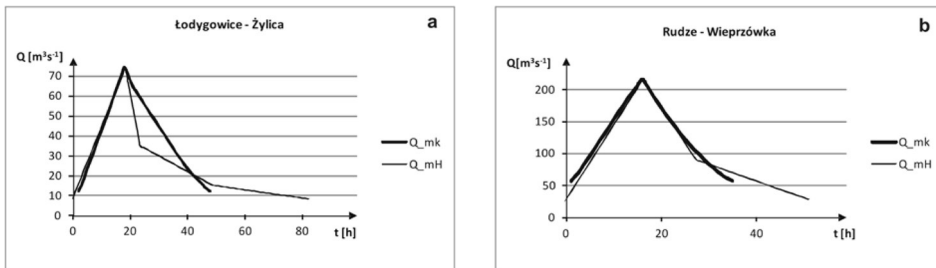 Łodygowice - Żylica
a
Q [m³s⁻¹]
70
60
50
40
30
20
10
0
0 20 40 60 80
t [h]
Q_mk
Q_mH
Rudze - Wieprzówka
b
Q[m³s⁻¹]
200
150
100
50
0
0 20 40
t [h]
Q_mk
Q_mH